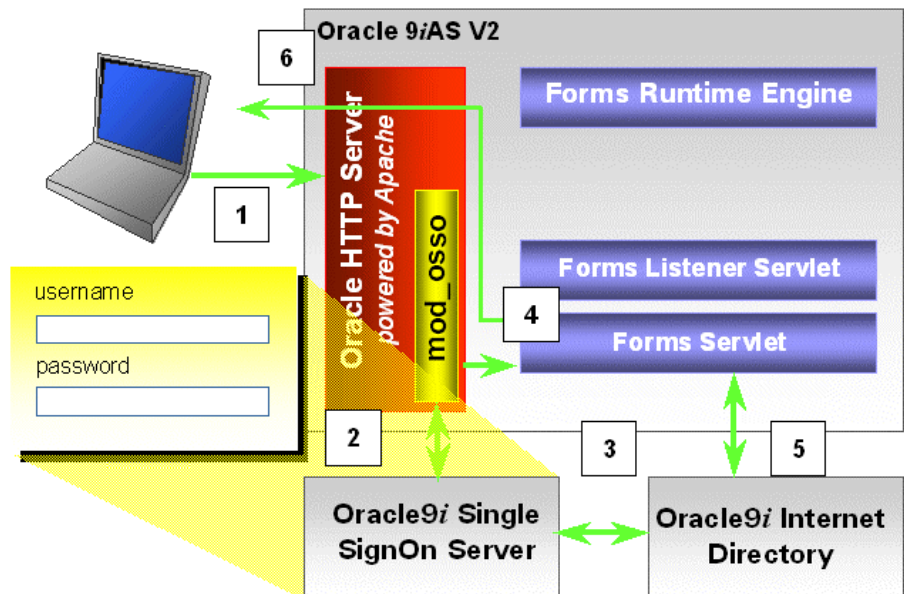 Oracle 9iAS V2
6
Forms Runtime Engine
Oracle HTTP Server
powered by Apache
mod_osso
1
Forms Listener Servlet
4
Forms Servlet
username
password
2
3
5
Oracle9i Single
SignOn Server
Oracle9i Internet
Directory